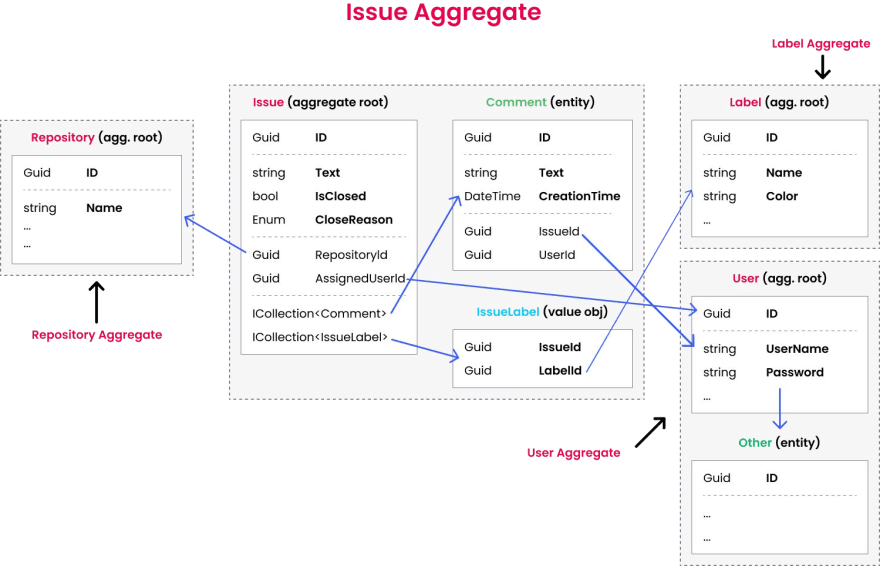 Issue Aggregate
Label Aggregate
Repository (agg. root)
Guid ID
string Name
...
...
Repository Aggregate
Issue (aggregate root)
Guid ID
string Text
bool IsClosed
Enum CloseReason
Guid RepositoryId
Guid AssignedUserId
ICollection<Comment>
ICollection<IssueLabel>
Comment (entity)
Guid ID
string Text
DateTime CreationTime
Guid IssueId
Guid UserId
IssueLabel (value obj)
Guid IssueId
Guid LabelId
Label (agg. root)
Guid ID
string Name
string Color
...
User (agg. root)
Guid ID
string UserName
string Password
...
User Aggregate
Other (entity)
Guid ID
...
...